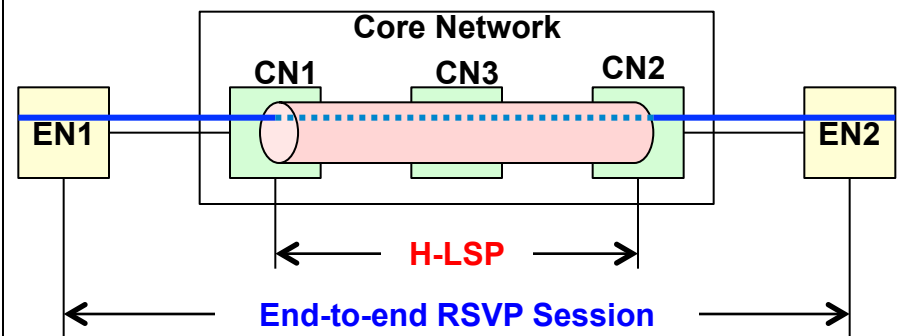 Core Network
CN1 CN3 CN2
EN1 EN2
H-LSP
End-to-end RSVP Session